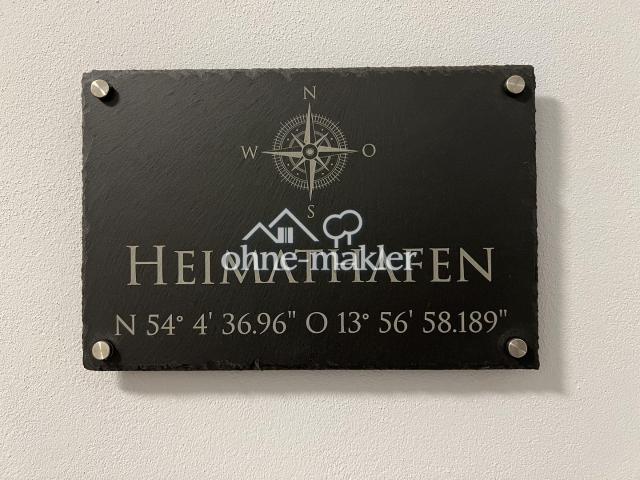 N
W O
S
HEIMATHAFEN
ohne-makler
N 54° 4' 36.96" O 13° 56' 58.189"